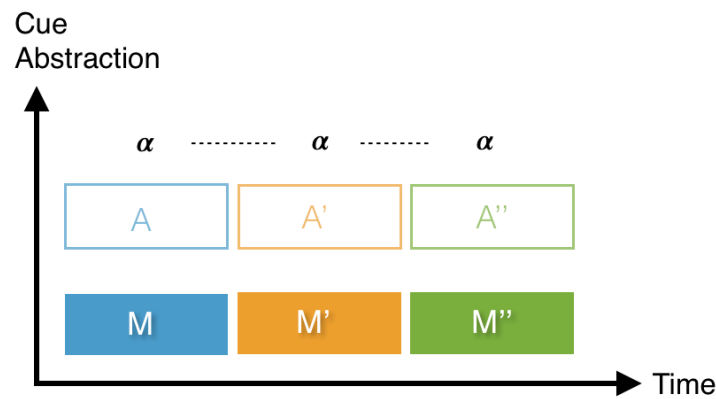 Cue
Abstraction
α ---------- α -------- α
A A’ A’’
M M’ M’’
Time